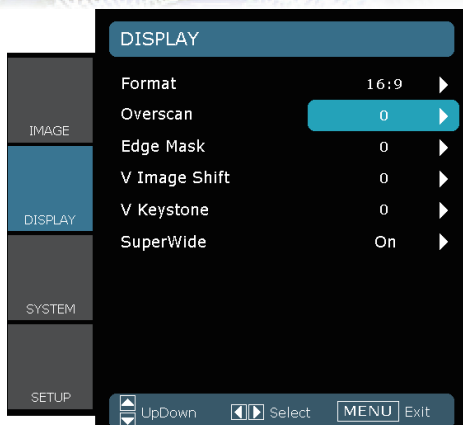 DISPLAY
Format 16:9
Overscan 0
Edge Mask 0
V Image Shift 0
V Keystone 0
SuperWide On
IMAGE
DISPLAY
SYSTEM
SETUP
UpDown Select MENU Exit